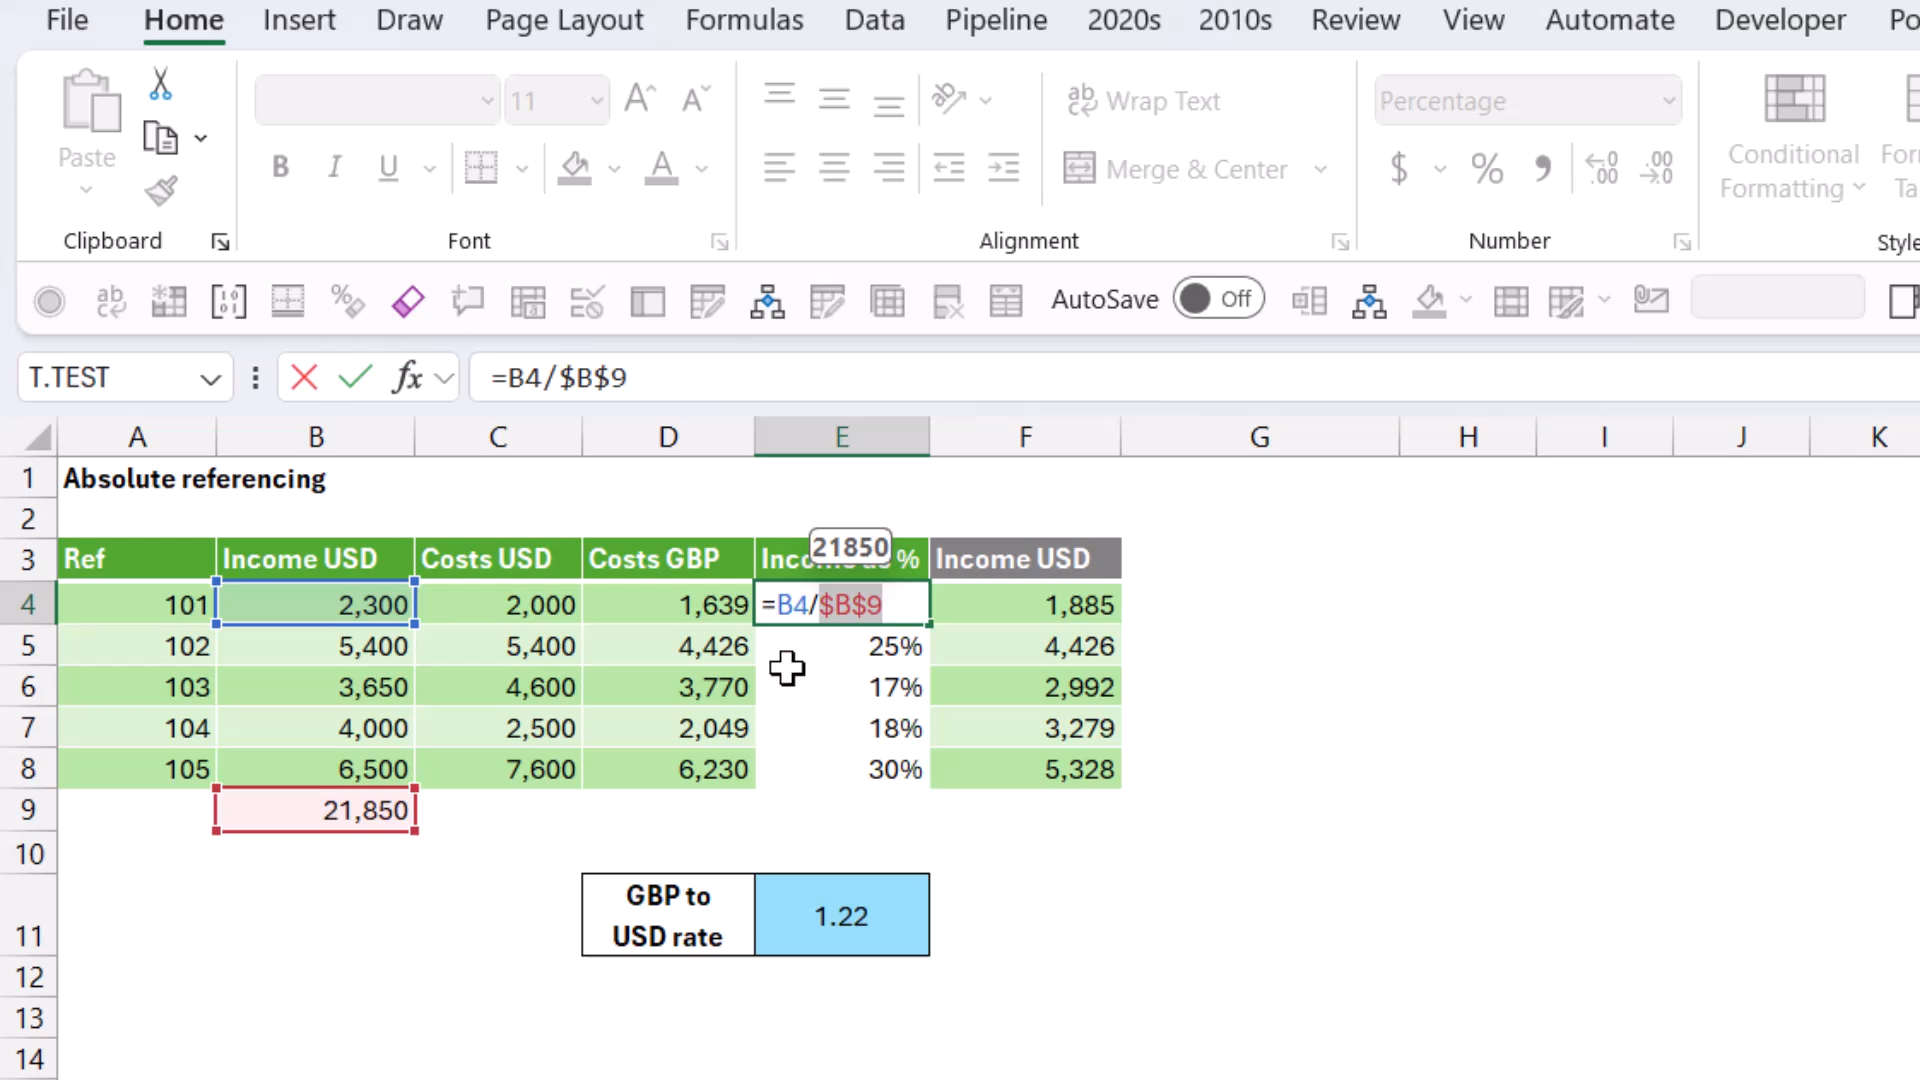 File Home Insert Draw Page Layout Formulas Data Pipeline 2020s 2010s Review View Automate Developer Po
11 Wrap Text Percentage
Paste B I U Merge & Center $ % Conditional Formatting
Clipboard Font Alignment Number Style
AutoSave Off
T.TEST fx =B4/$B$9
A B C D E F G H I J K
1 Absolute referencing
2
21850
3 Ref Income USD Costs USD Costs GBP % Income USD
4 101 2,300 2,000 1,639 =B4/$B$9 1,885
5 102 5,400 5,400 4,426 25% 4,426
6 103 3,650 4,600 3,770 17% 2,992
7 104 4,000 2,500 2,049 18% 3,279
8 105 6,500 7,600 6,230 30% 5,328
9 21,850
10
GBP to
11 USD rate 1.22
12
13
14